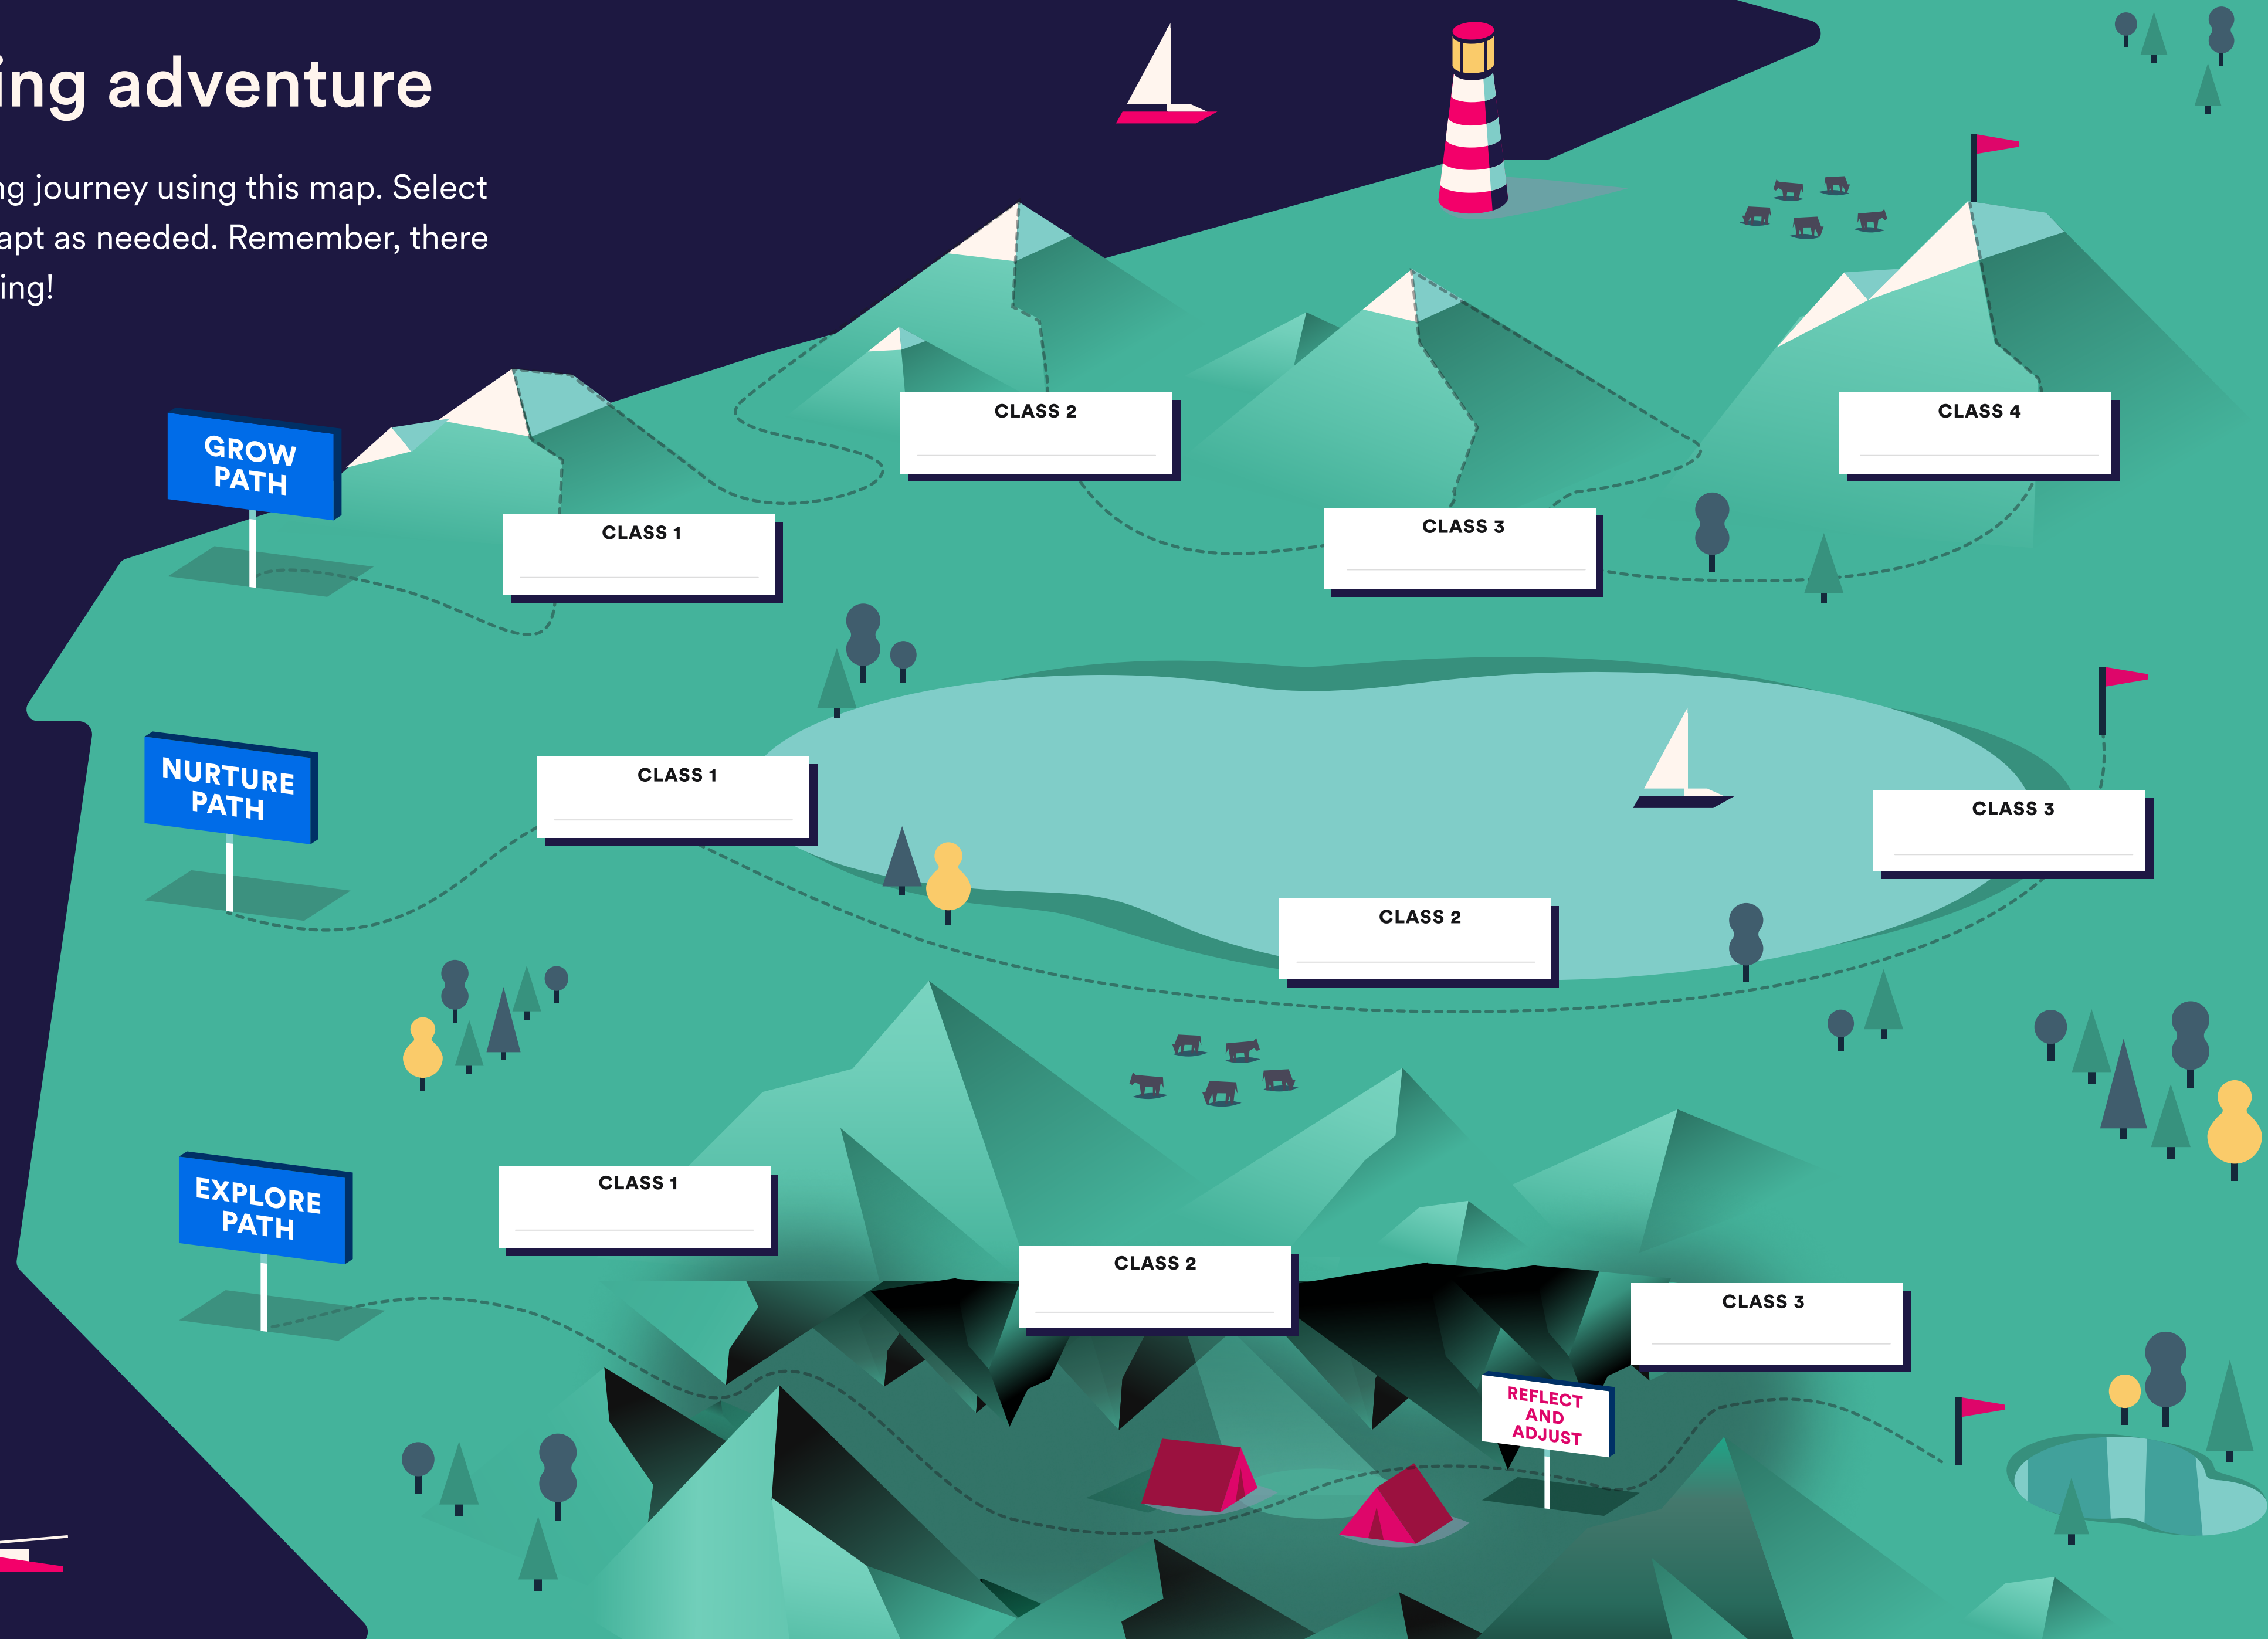 ing adventure
ng journey using this map. Select
apt as needed. Remember, there
ing!
GROW
PATH
CLASS 1
CLASS 2
CLASS 3
CLASS 4
NURTURE
PATH
CLASS 1
CLASS 2
CLASS 3
EXPLORE
PATH
CLASS 1
CLASS 2
CLASS 3
REFLECT
AND
ADJUST